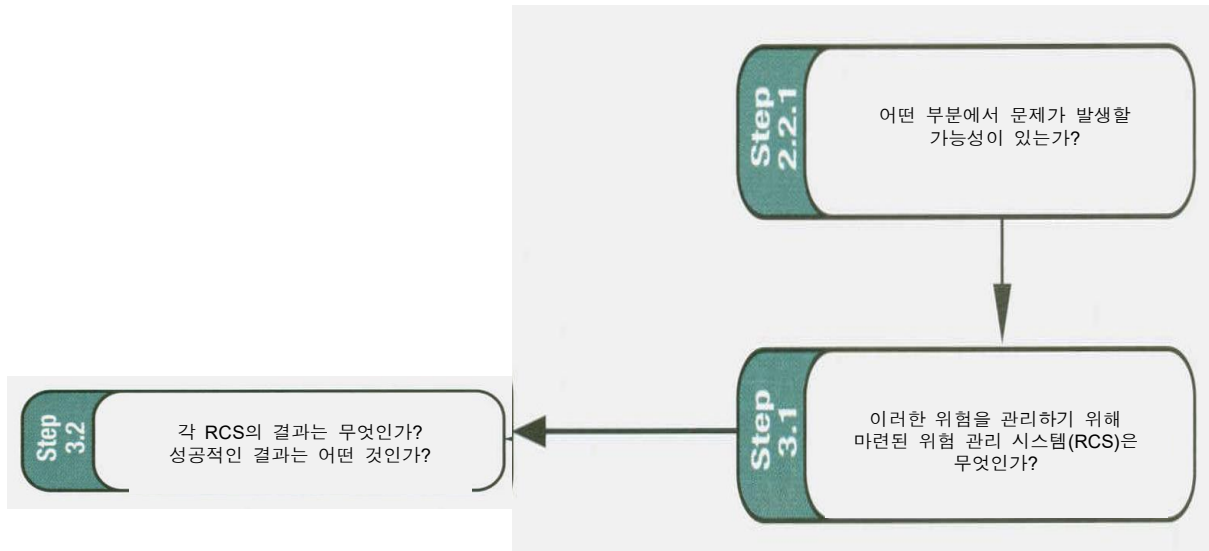 Step
2.2.1
어떤 부분에서 문제가 발생할
가능성이 있는가?
Step
3.1
이러한 위험을 관리하기 위해
마련된 위험 관리 시스템(RCS)은
무엇인가?
Step
3.2
각 RCS의 결과는 무엇인가?
성공적인 결과는 어떤 것인가?